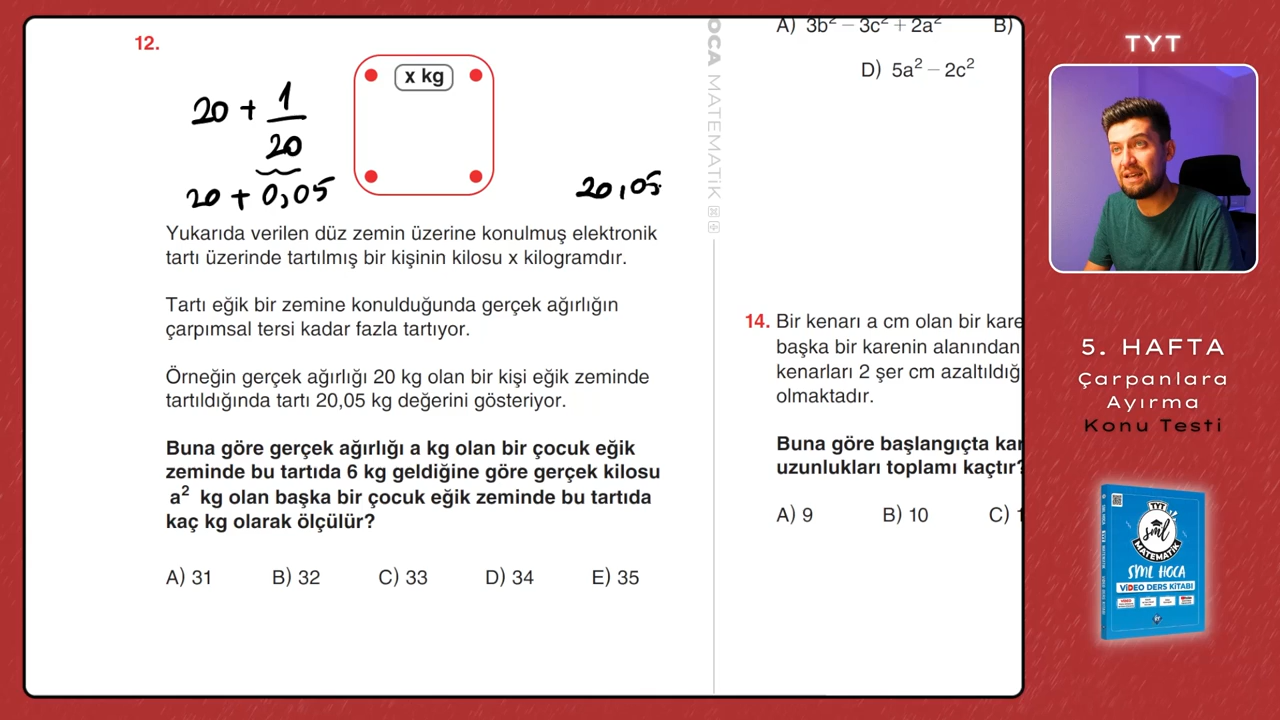 12.
x kg
20 + 1/20
20 + 0,05
20,05
Yukarıda verilen düz zemin üzerine konulmuş elektronik
tartı üzerinde tartılmış bir kişinin kilosu x kilogramdır.
Tartı eğik bir zemine konulduğunda gerçek ağırlığın
çarpımsal tersi kadar fazla tartıyor.
Örneğin gerçek ağırlığı 20 kg olan bir kişi eğik zeminde
tartıldığında tartı 20,05 kg değerini gösteriyor.
Buna göre gerçek ağırlığı a kg olan bir çocuk eğik
zeminde bu tartıda 6 kg geldiğine göre gerçek kilosu
a² kg olan başka bir çocuk eğik zeminde bu tartıda
kaç kg olarak ölçülür?
A) 31 B) 32 C) 33 D) 34 E) 35
OCA MATEMATİK
A) 3b² − 3c² + 2a² B)
D) 5a² − 2c²
14. Bir kenarı a cm olan bir kare
başka bir karenin alanından
kenarları 2 şer cm azaltıldığ
olmaktadır.
Buna göre başlangıçta kar
uzunlukları toplamı kaçtır?
A) 9 B) 10 C) 1
TYT
5. HAFTA
Çarpanlara
Ayırma
Konu Testi
TYT
sml
MATEMATİK
SML HOCA
VİDEO DERS KİTABI